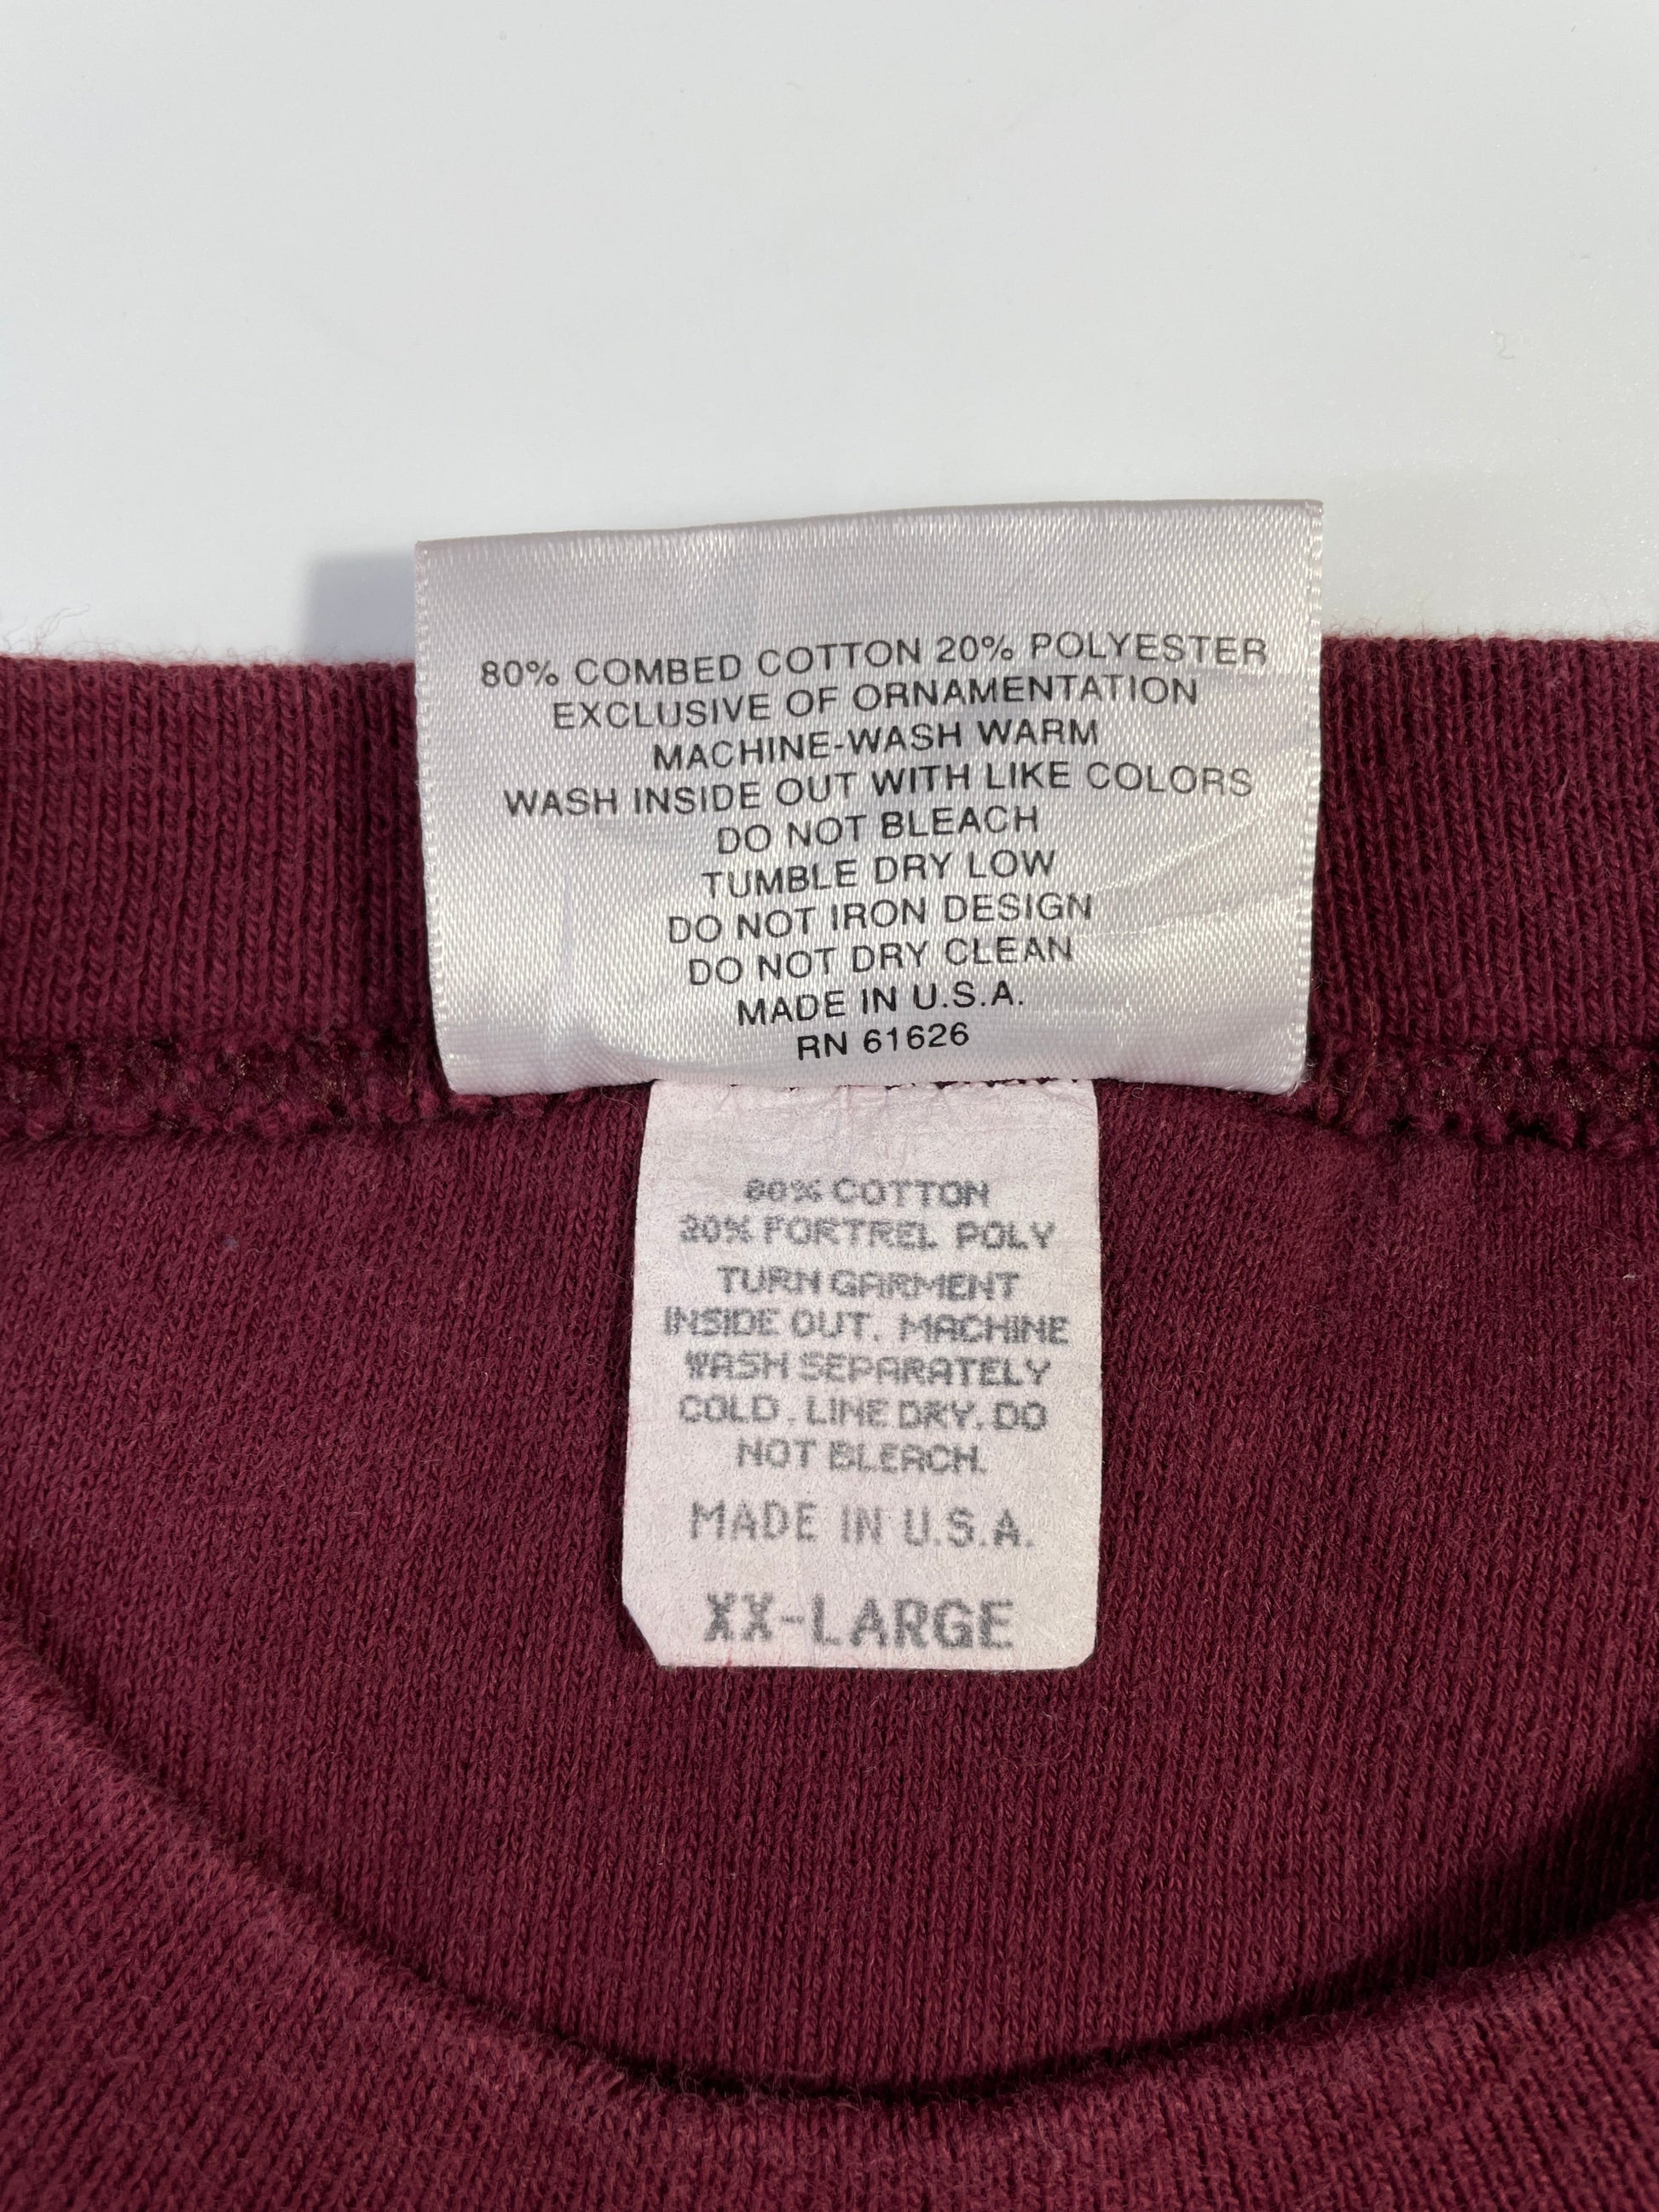 80% COMBED COTTON 20% POLYESTER
EXCLUSIVE OF ORNAMENTATION
MACHINE-WASH WARM
WASH INSIDE OUT WITH LIKE COLORS
DO NOT BLEACH
TUMBLE DRY LOW
DO NOT IRON DESIGN
DO NOT DRY CLEAN
MADE IN U.S.A.
RN 61626
80% COTTON
20% FORTREL POLY
TURN GARMENT
INSIDE OUT. MACHINE
WASH SEPARATELY
COLD. LINE DRY. DO
NOT BLEACH.
MADE IN U.S.A.
XX-LARGE